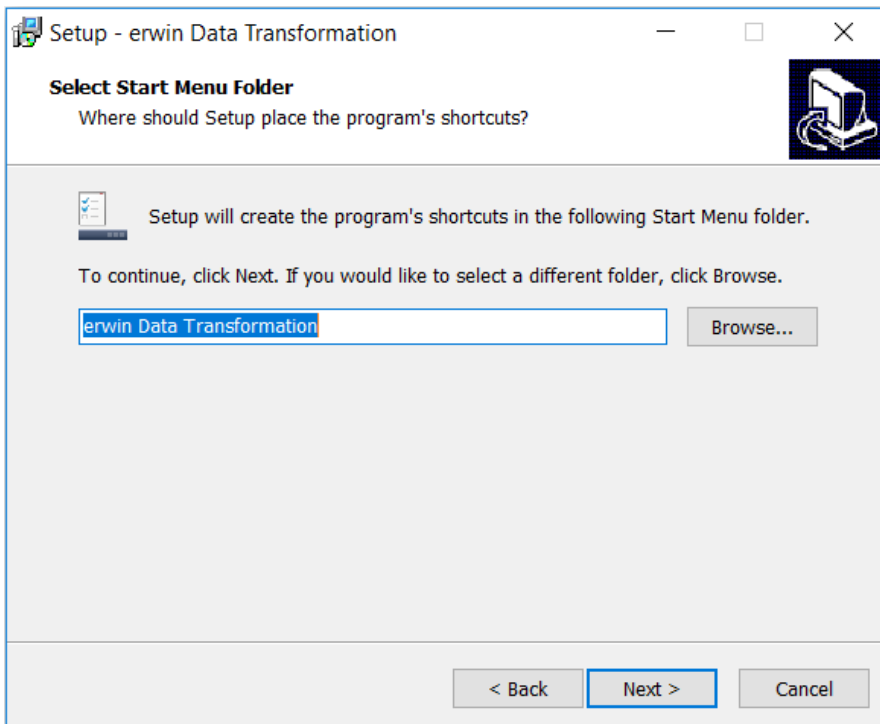 Setup - erwin Data Transformation
Select Start Menu Folder
Where should Setup place the program's shortcuts?
Setup will create the program's shortcuts in the following Start Menu folder.
To continue, click Next. If you would like to select a different folder, click Browse.
erwin Data Transformation
Browse...
< Back
Next >
Cancel